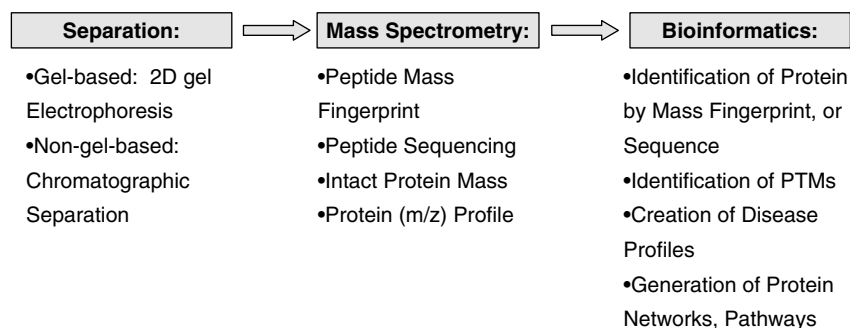 Separation:
•Gel-based: 2D gel
Electrophoresis
•Non-gel-based:
Chromatographic
Separation
Mass Spectrometry:
•Peptide Mass
Fingerprint
•Peptide Sequencing
•Intact Protein Mass
•Protein (m/z) Profile
Bioinformatics:
•Identification of Protein
by Mass Fingerprint, or
Sequence
•Identification of PTMs
•Creation of Disease
Profiles
•Generation of Protein
Networks, Pathways